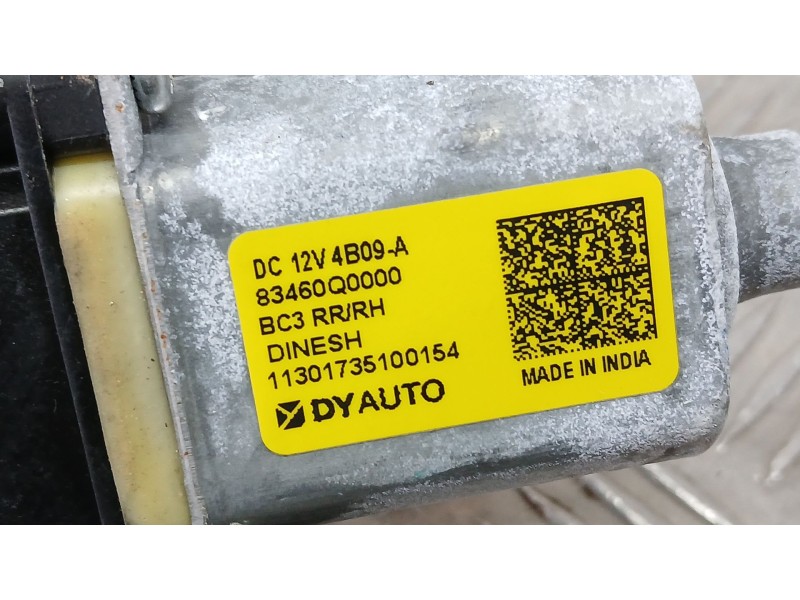 DC 12V 4B09-A
83460Q0000
BC3 RR/RH
DINESH
11301735100154
DYAUTO
MADE IN INDIA